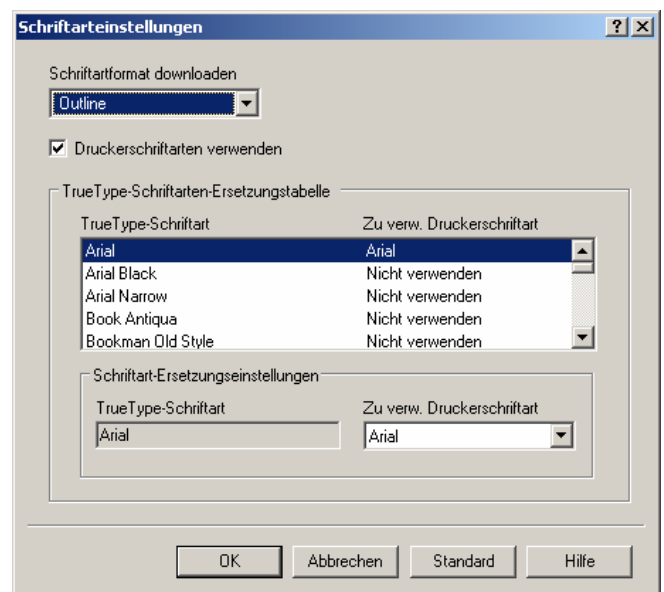 Schriftarteinstellungen
Schriftartformat downloaden
Outline
Druckerschriftarten verwenden
TrueType-Schriftarten-Ersetzungstabelle
TrueType-Schriftart Zu verw. Druckerschriftart
Arial Arial
Arial Black Nicht verwenden
Arial Narrow Nicht verwenden
Book Antiqua Nicht verwenden
Bookman Old Style Nicht verwenden
Schriftart-Ersetzungseinstellungen
TrueType-Schriftart Zu verw. Druckerschriftart
Arial Arial
OK Abbrechen Standard Hilfe